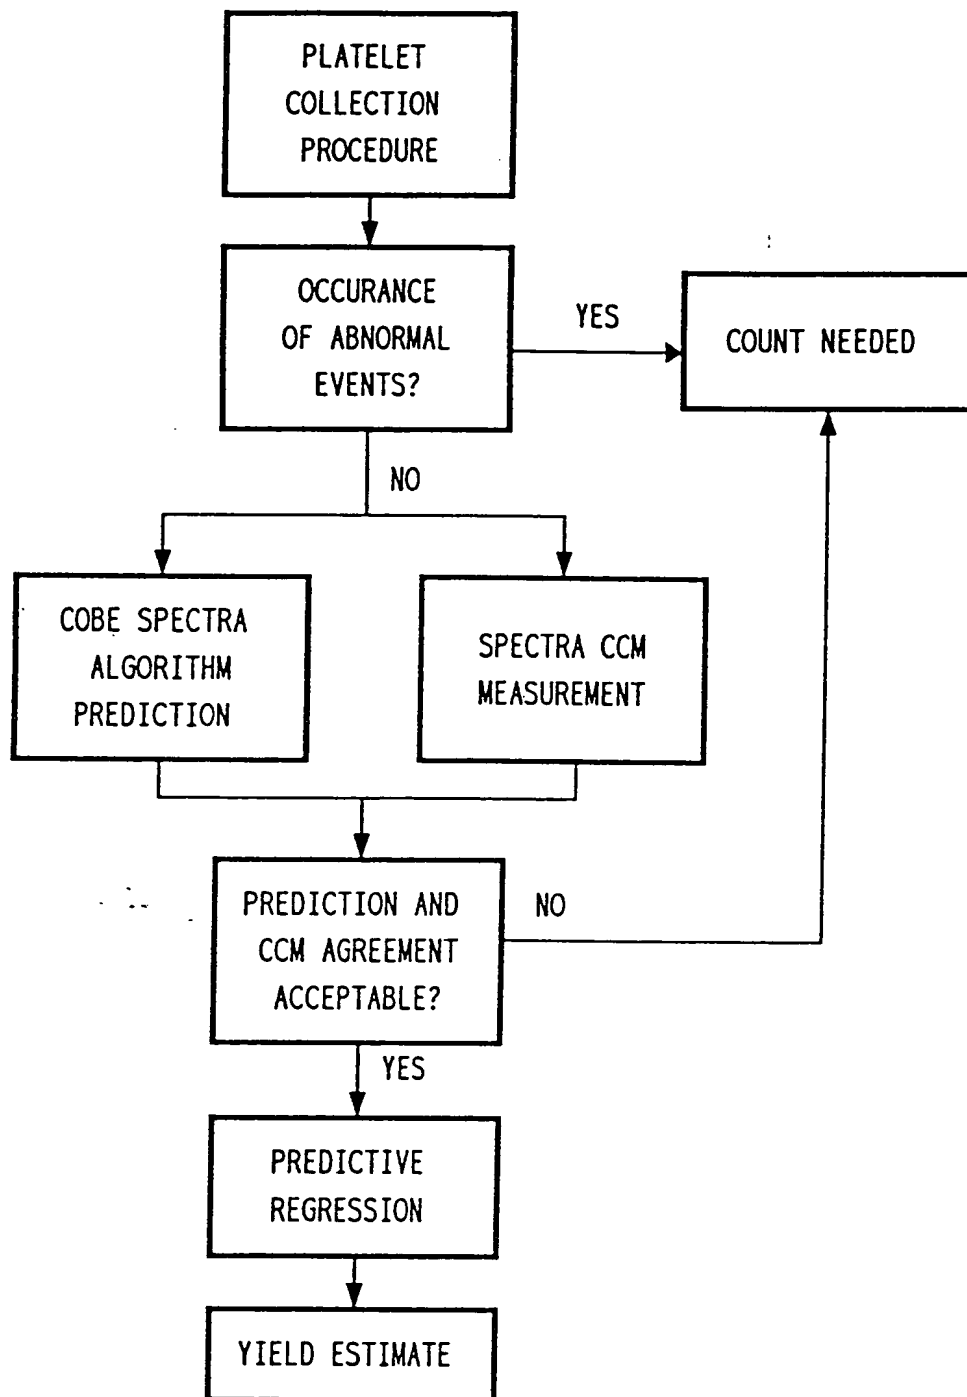 PLATELET
COLLECTION
PROCEDURE
OCCURANCE
OF ABNORMAL
EVENTS?
YES
COUNT NEEDED
NO
COBE SPECTRA
ALGORITHM
PREDICTION
SPECTRA CCM
MEASUREMENT
PREDICTION AND
CCM AGREEMENT
ACCEPTABLE?
NO
YES
PREDICTIVE
REGRESSION
YIELD ESTIMATE